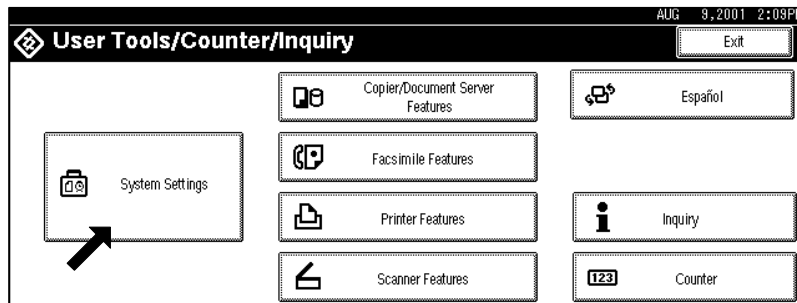 AUG 9,2001 2:09P
User Tools/Counter/Inquiry
Exit
System Settings
Copier/Document Server
Features
Facsimile Features
Printer Features
Scanner Features
Español
Inquiry
123 Counter